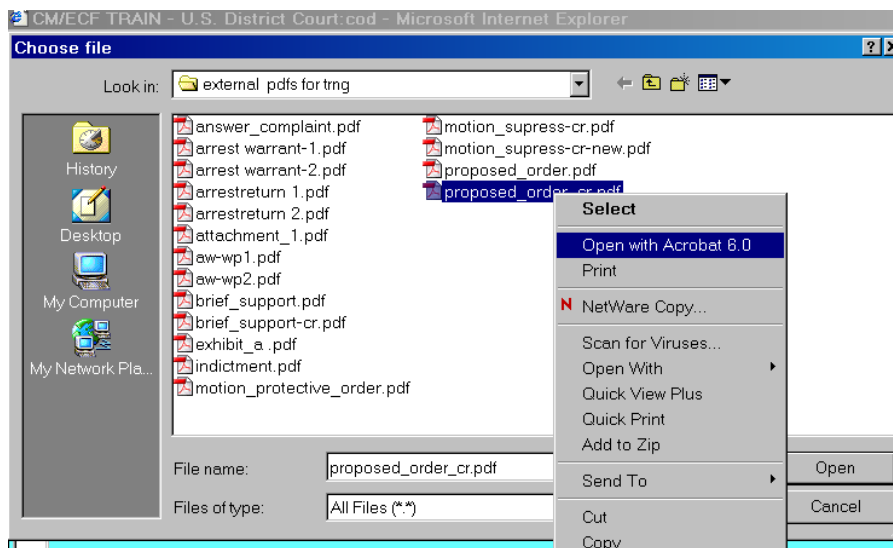 CM/ECF TRAIN - U.S. District Court:cod - Microsoft Internet Explorer
Choose file
Look in:
external pdfs for trng
History
Desktop
My Computer
My Network Pla...
answer_complaint.pdf
arrest warrant-1.pdf
arrest warrant-2.pdf
arrestreturn 1.pdf
arrestreturn 2.pdf
attachment_1.pdf
aw-wp1.pdf
aw-wp2.pdf
brief_support.pdf
brief_support-cr.pdf
exhibit_a .pdf
indictment.pdf
motion_protective_order.pdf
motion_supress-cr.pdf
motion_supress-cr-new.pdf
proposed_order.pdf
proposed_order_cr.pdf
Select
Open with Acrobat 6.0
Print
N NetWare Copy...
Scan for Viruses...
Open With
Quick View Plus
Quick Print
Add to Zip
Send To
Cut
Copy
File name:
proposed_order_cr.pdf
Open
Files of type:
All Files (*.*)
Cancel